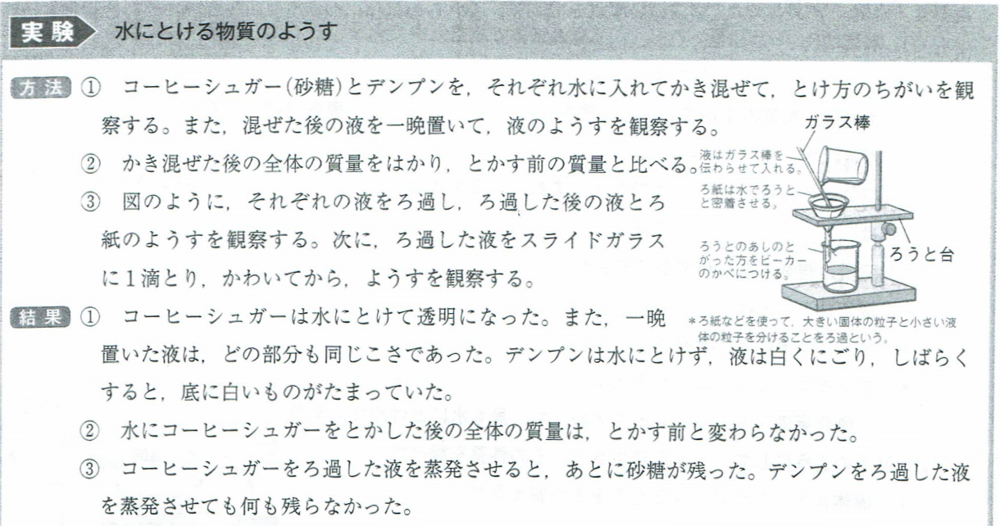 実験 水にとける物質のようす
方法 ① コーヒーシュガー(砂糖)とデンプンを，それぞれ水に入れてかき混ぜて，とけ方のちがいを観
察する。また，混ぜた後の液を一晩置いて，液のようすを観察する。
② かき混ぜた後の全体の質量をはかり，とかす前の質量と比べる。
③ 図のように，それぞれの液をろ過し，ろ過した後の液とろ
紙のようすを観察する。次に，ろ過した液をスライドガラス
に1滴とり，かわいてから，ようすを観察する。
ガラス棒
液はガラス棒を
伝わらせて入れる。
ろ紙は水でろうと
と密着させる。
ろうとのあしのと
がった方をビーカー
のかべにつける。
ろうと台
＊ろ紙などを使って，大きい固体の粒子と小さい液
体の粒子を分けることをろ過という。
結果 ① コーヒーシュガーは水にとけて透明になった。また，一晩
置いた液は，どの部分も同じこさであった。デンプンは水にとけず，液は白くにごり，しばらく
すると，底に白いものがたまっていた。
② 水にコーヒーシュガーをとかした後の全体の質量は，とかす前と変わらなかった。
③ コーヒーシュガーをろ過した液を蒸発させると，あとに砂糖が残った。デンプンをろ過した液
を蒸発させても何も残らなかった。